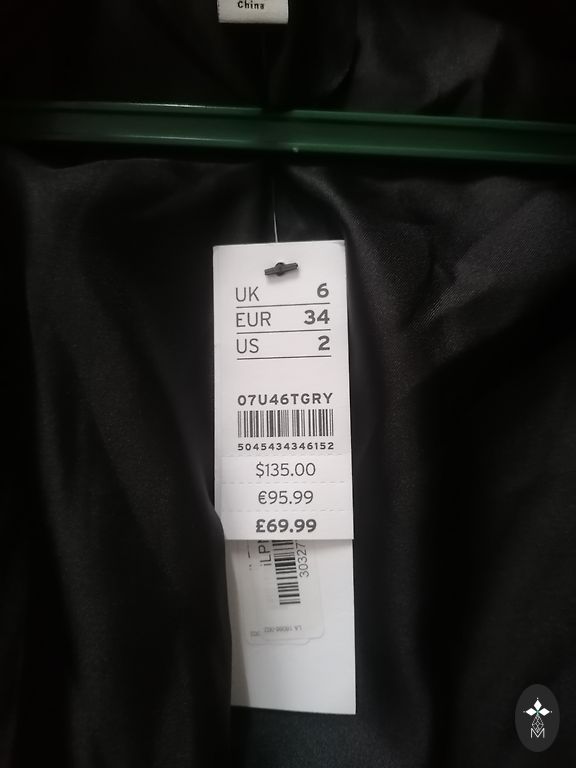 China
UK 6
EUR 34
US 2
07U46TGRY
5045434346152
$135.00
€95.99
£69.99
30327
M